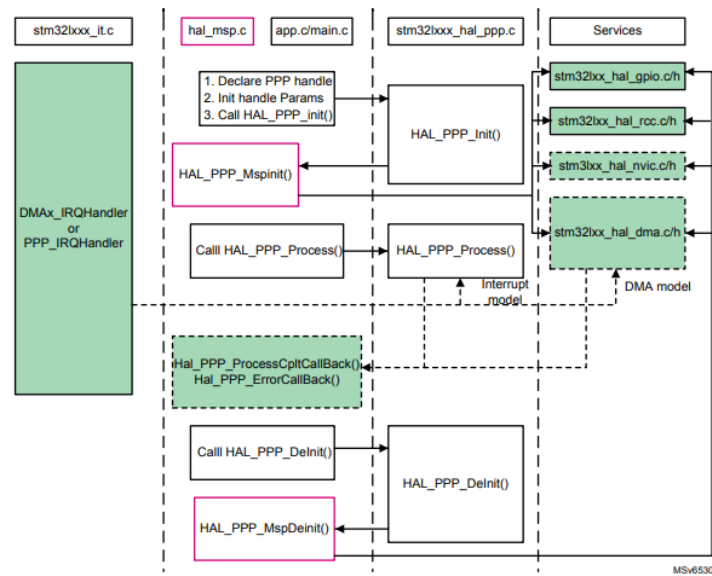 stm32lxxx_it.c
hal_msp.c
app.c/main.c
stm32lxxx_hal_ppp.c
Services
1. Declare PPP handle
2. Init handle Params
3. Call HAL_PPP_init()
HAL_PPP_Init()
stm32lxx_hal_gpio.c/h
stm32lxx_hal_rcc.c/h
stm3lxx_hal_nvic.c/h
HAL_PPP_Mspinit()
DMAx_IRQHandler
or
PPP_IRQHandler
stm32lxx_hal_dma.c/h
Calll HAL_PPP_Process()
HAL_PPP_Process()
Interrupt
model
DMA model
Hal_PPP_ProcessCpltCallBack()
Hal_PPP_ErrorCallBack()
Calll HAL_PPP_DeInit()
HAL_PPP_DeInit()
HAL_PPP_MspDeinit()
MSv6530